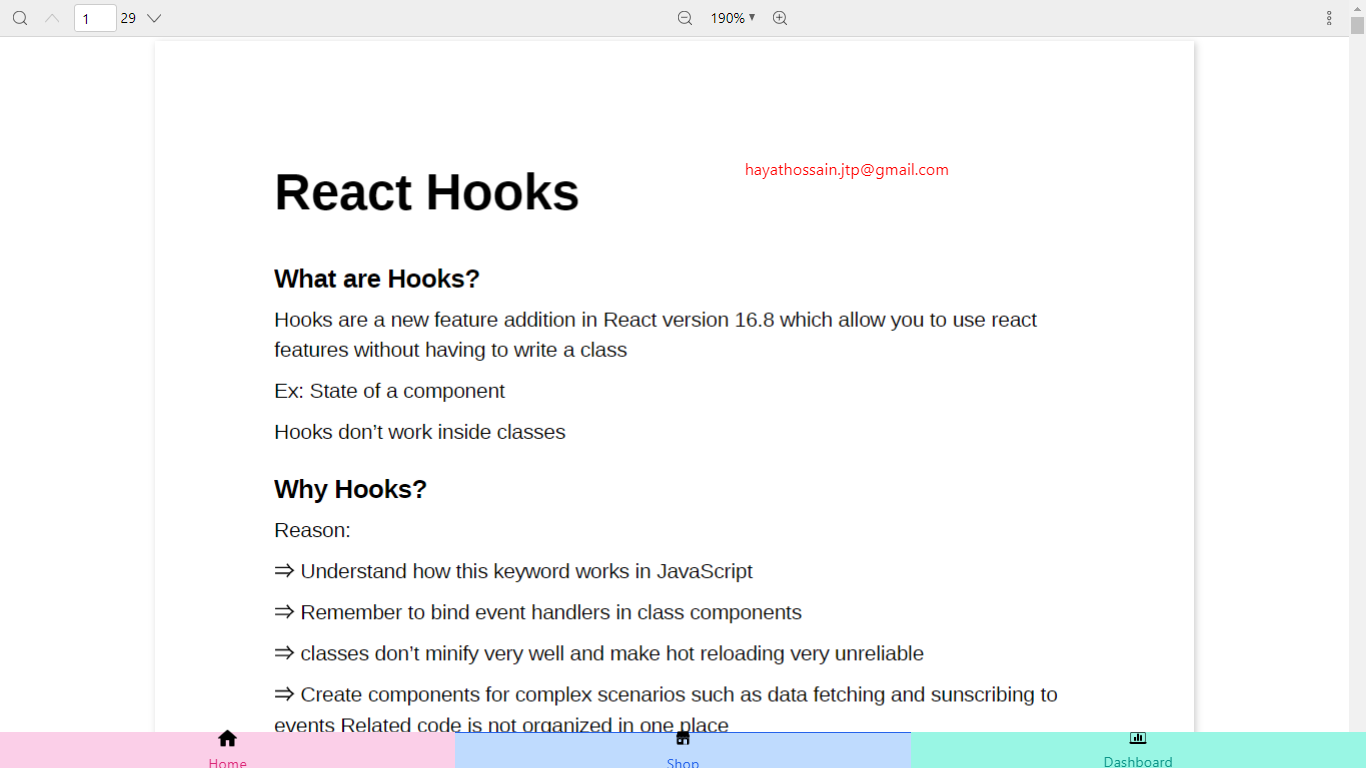 1 29 190%
hayathossain.jtp@gmail.com
React Hooks
What are Hooks?
Hooks are a new feature addition in React version 16.8 which allow you to use react
features without having to write a class
Ex: State of a component
Hooks don’t work inside classes
Why Hooks?
Reason:
⇒ Understand how this keyword works in JavaScript
⇒ Remember to bind event handlers in class components
⇒ classes don’t minify very well and make hot reloading very unreliable
⇒ Create components for complex scenarios such as data fetching and sunscribing to
events Related code is not organized in one place
Home Shop Dashboard